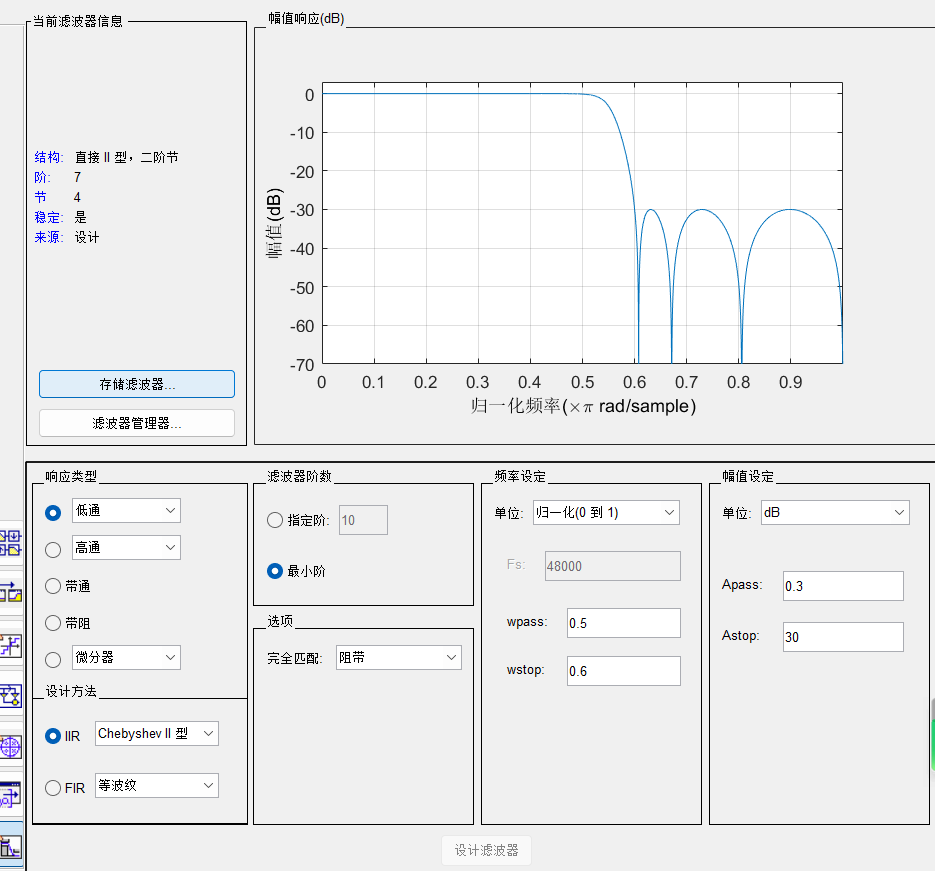 当前滤波器信息
结构: 直接 II 型，二阶节
阶: 7
节 4
稳定: 是
来源: 设计
存储滤波器...
滤波器管理器...
幅值响应(dB)
0
-10
-20
-30
-40
-50
-60
-70
幅值(dB)
0 0.1 0.2 0.3 0.4 0.5 0.6 0.7 0.8 0.9
归一化频率(×π rad/sample)
响应类型
低通
高通
带通
带阻
微分器
设计方法
IIR Chebyshev II 型
FIR 等波纹
滤波器阶数
指定阶: 10
最小阶
选项
完全匹配: 阻带
频率设定
单位: 归一化(0 到 1)
Fs: 48000
wpass: 0.5
wstop: 0.6
幅值设定
单位: dB
Apass: 0.3
Astop: 30
设计滤波器